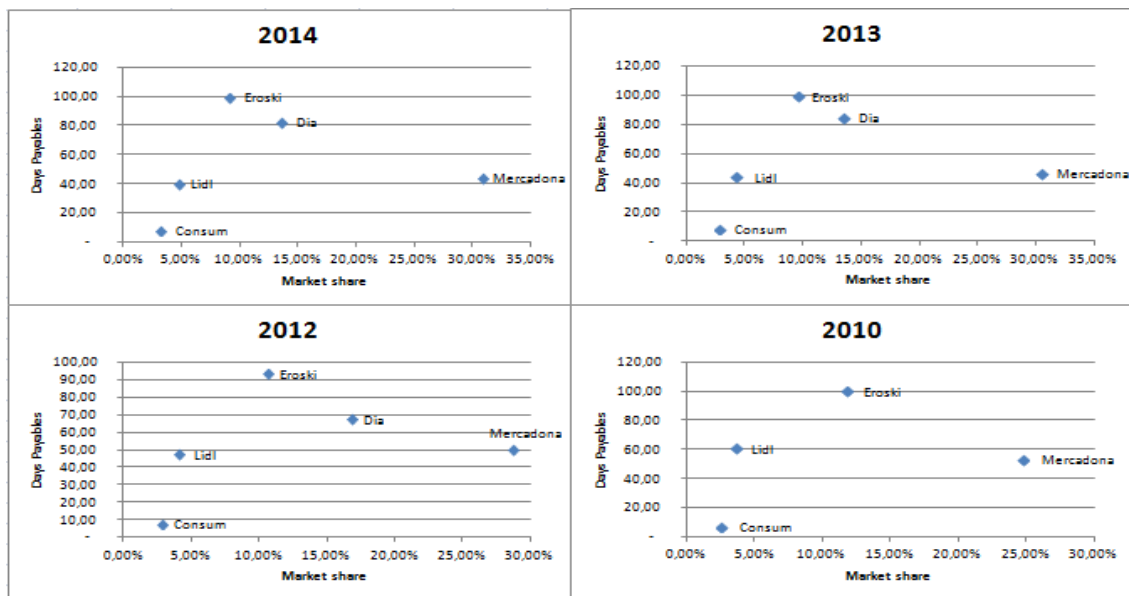 2014
120,00
100,00
80,00
60,00
40,00
20,00
-
Days Payables
Eroski
Dia
Lidl
Mercadona
Consum
0,00% 5,00% 10,00% 15,00% 20,00% 25,00% 30,00% 35,00%
Market share
2013
120,00
100,00
80,00
60,00
40,00
20,00
-
Days Payables
Eroski
Dia
Lidl
Mercadona
Consum
0,00% 5,00% 10,00% 15,00% 20,00% 25,00% 30,00% 35,00%
Market share
2012
100,00
90,00
80,00
70,00
60,00
50,00
40,00
30,00
20,00
10,00
-
Days Payables
Eroski
Dia
Mercadona
Lidl
Consum
0,00% 5,00% 10,00% 15,00% 20,00% 25,00% 30,00%
Market share
2010
120,00
100,00
80,00
60,00
40,00
20,00
-
Days Payables
Eroski
Lidl
Mercadona
Consum
0,00% 5,00% 10,00% 15,00% 20,00% 25,00% 30,00%
Market share